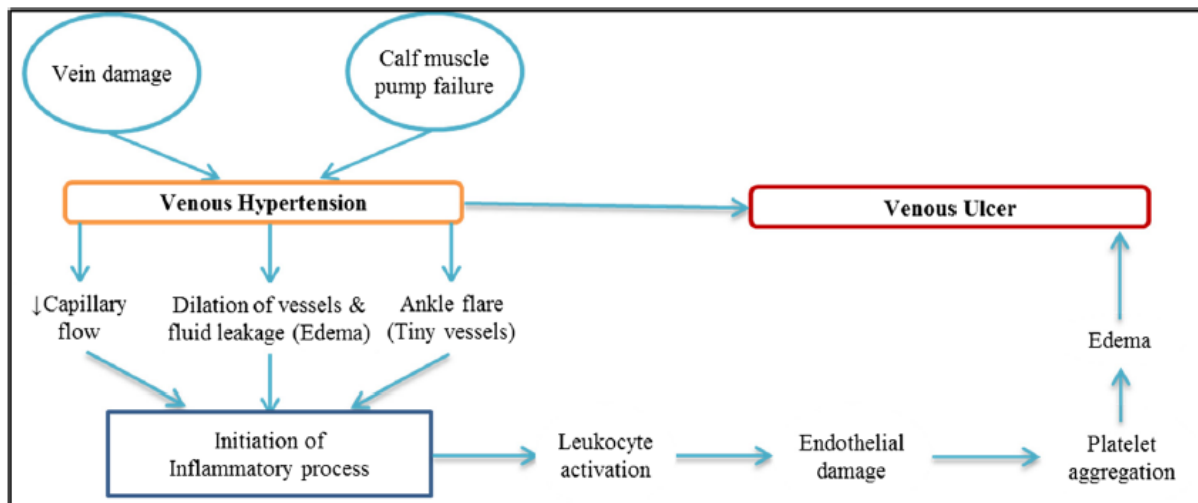 Vein damage
Calf muscle
pump failure
Venous Hypertension
Venous Ulcer
↓Capillary
flow
Dilation of vessels &
fluid leakage (Edema)
Ankle flare
(Tiny vessels)
Edema
Initiation of
Inflammatory process
Leukocyte
activation
Endothelial
damage
Platelet
aggregation